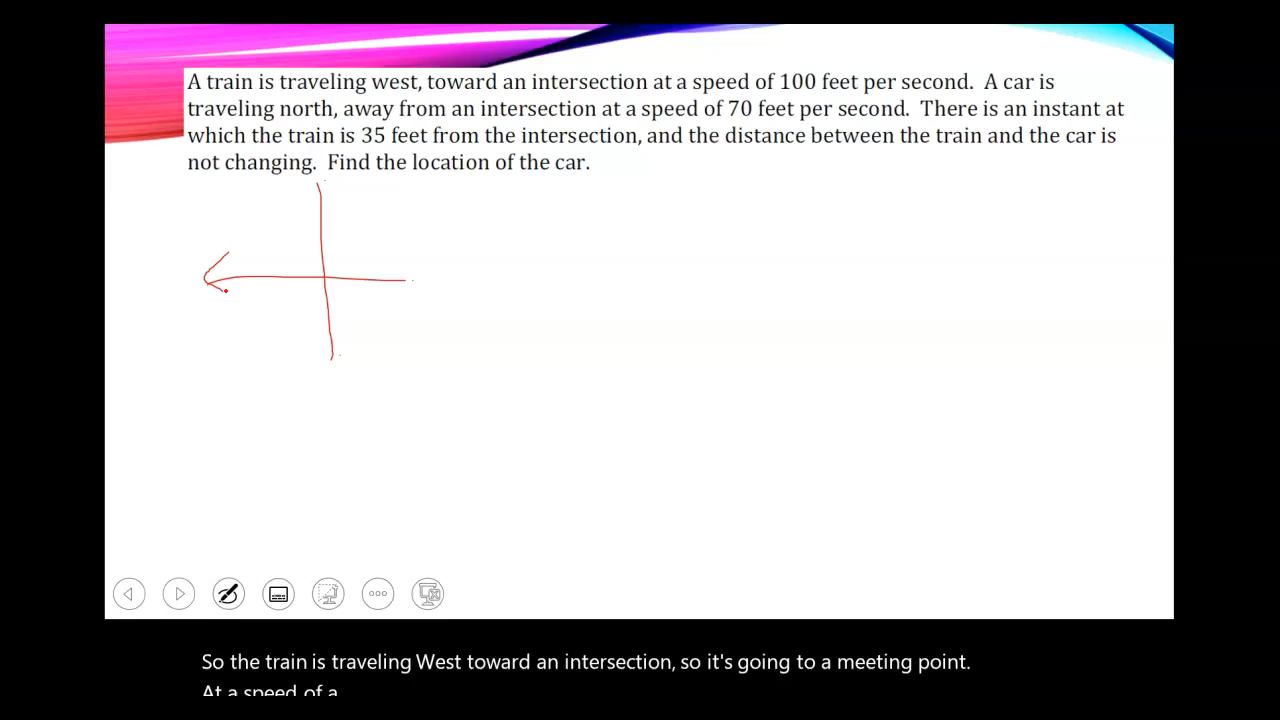 A train is traveling west, toward an intersection at a speed of 100 feet per second.  A car is
traveling north, away from an intersection at a speed of 70 feet per second.  There is an instant at
which the train is 35 feet from the intersection, and the distance between the train and the car is
not changing.  Find the location of the car.
So the train is traveling West toward an intersection, so it's going to a meeting point.
At a speed of a